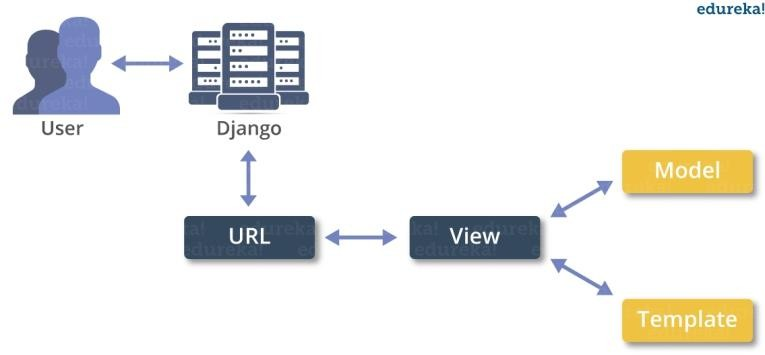 edureka!
User
Django
URL
View
Model
Template